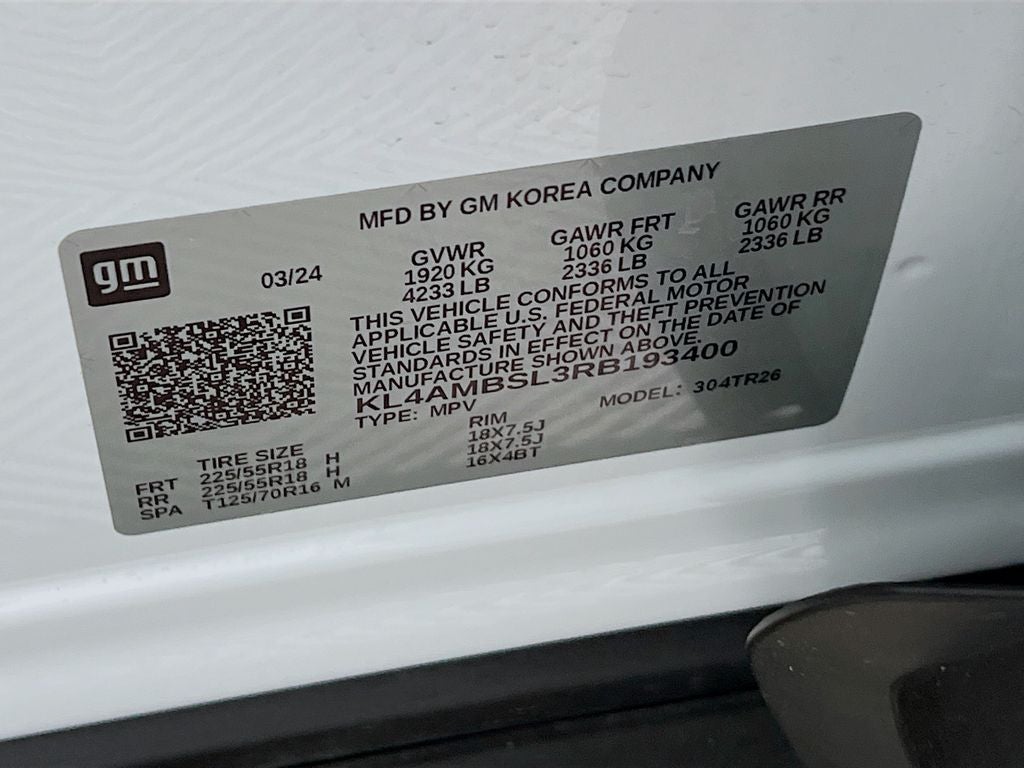 MFD BY GM KOREA COMPANY
gm
03/24
GVWR GAWR FRT GAWR RR
1920 KG 1060 KG 1060 KG
4233 LB 2336 LB 2336 LB
THIS VEHICLE CONFORMS TO ALL
APPLICABLE U.S. FEDERAL MOTOR
VEHICLE SAFETY AND THEFT PREVENTION
STANDARDS IN EFFECT ON THE DATE OF
MANUFACTURE SHOWN ABOVE.
KL4AMBSL3RB193400
TYPE: MPV MODEL: 304TR26
TIRE SIZE RIM
FRT 225/55R18 H 18X7.5J
RR 225/55R18 H 18X7.5J
SPA T125/70R16 M 16X4BT